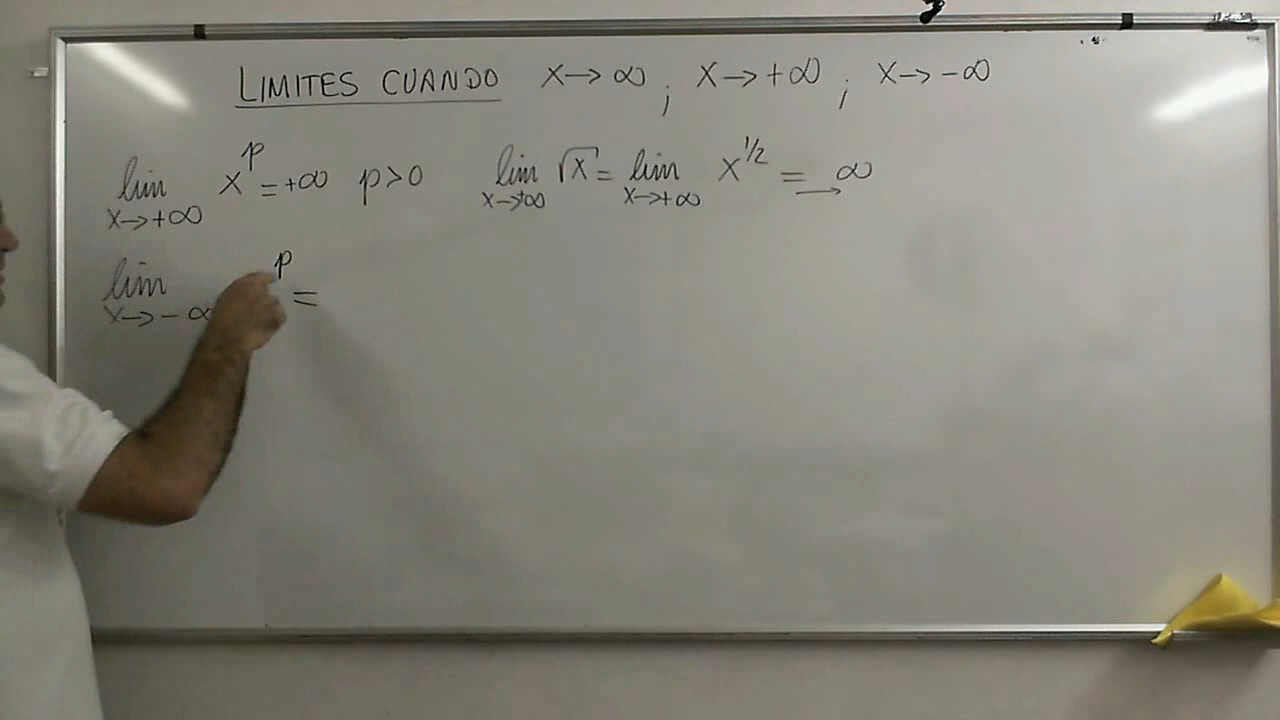 LIMITES CUANDO x→∞ ; x→+∞ ; x→-∞
lim x→+∞ x^p = +∞ p>0 lim x→+∞ √x = lim x→+∞ x^1/2 = ∞
lim x→-∞ p =